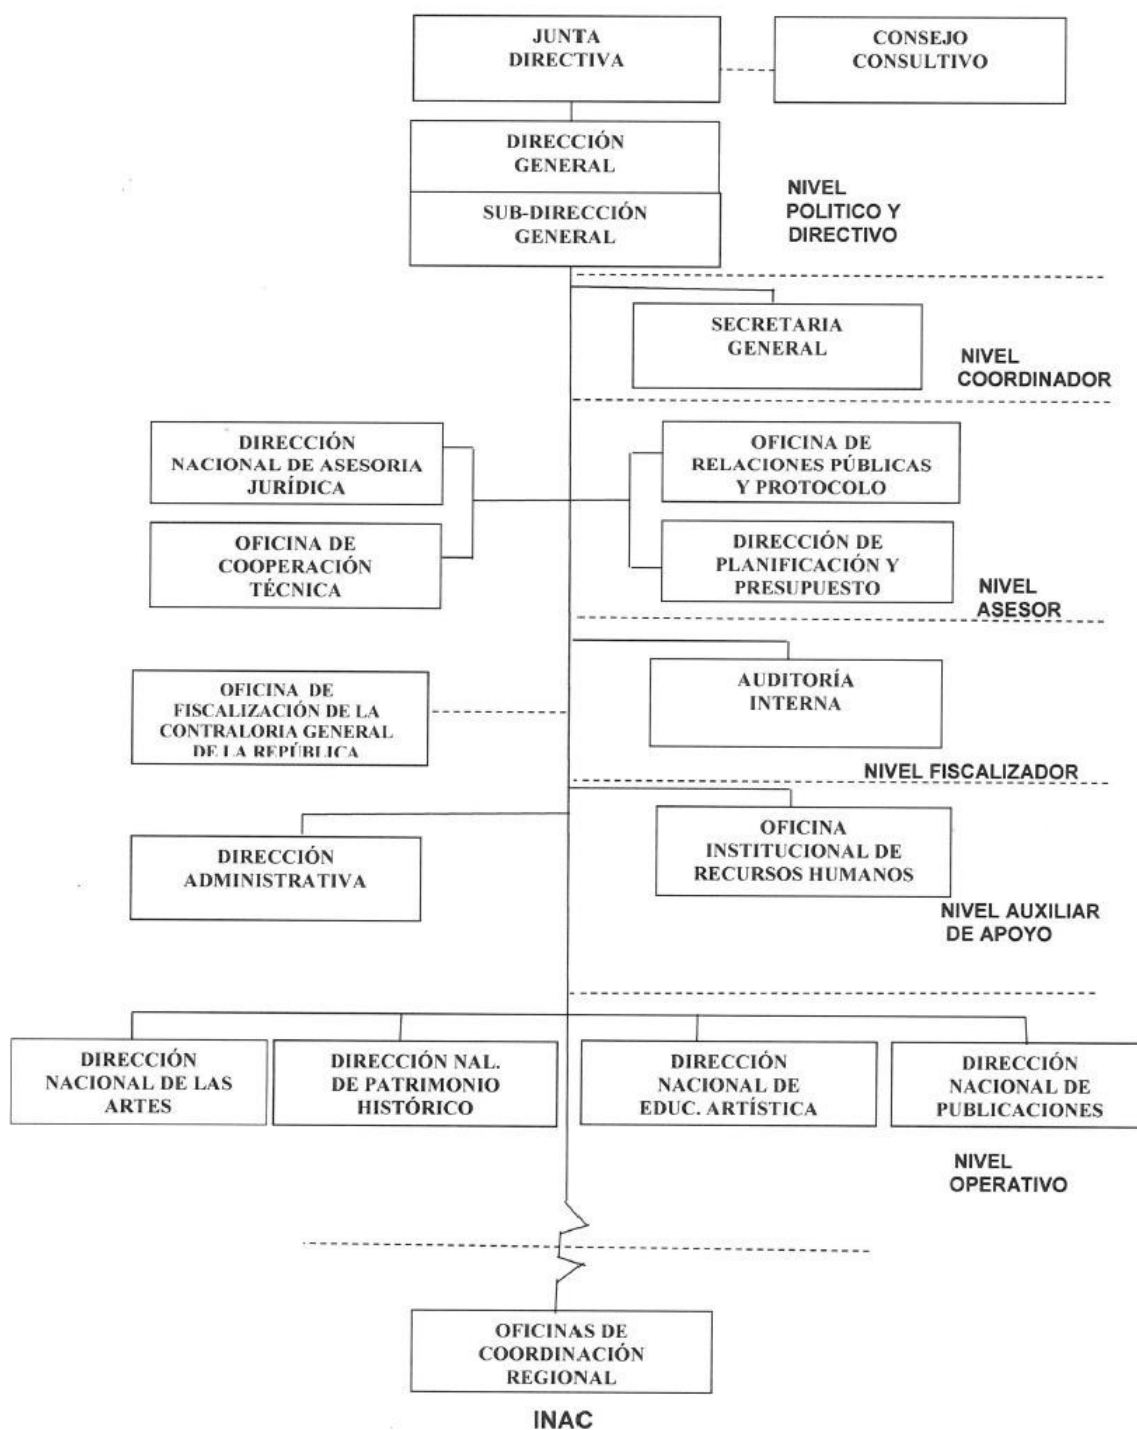 JUNTA
DIRECTIVA
CONSEJO
CONSULTIVO
DIRECCIÓN
GENERAL
SUB-DIRECCIÓN
GENERAL
NIVEL
POLITICO Y
DIRECTIVO
SECRETARIA
GENERAL
NIVEL
COORDINADOR
DIRECCIÓN
NACIONAL DE ASESORIA
JURÍDICA
OFICINA DE
RELACIONES PÚBLICAS
Y PROTOCOLO
OFICINA DE
COOPERACIÓN
TÉCNICA
DIRECCIÓN DE
PLANIFICACIÓN Y
PRESUPUESTO
NIVEL
ASESOR
OFICINA DE
FISCALIZACIÓN DE LA
CONTRALORIA GENERAL
DE LA REPÚBLICA
AUDITORÍA
INTERNA
NIVEL FISCALIZADOR
DIRECCIÓN
ADMINISTRATIVA
OFICINA
INSTITUCIONAL DE
RECURSOS HUMANOS
NIVEL AUXILIAR
DE APOYO
DIRECCIÓN
NACIONAL DE LAS
ARTES
DIRECCIÓN NAL.
DE PATRIMONIO
HISTÓRICO
DIRECCIÓN
NACIONAL DE
EDUC. ARTÍSTICA
DIRECCIÓN
NACIONAL DE
PUBLICACIONES
NIVEL
OPERATIVO
OFICINAS DE
COORDINACIÓN
REGIONAL
INAC